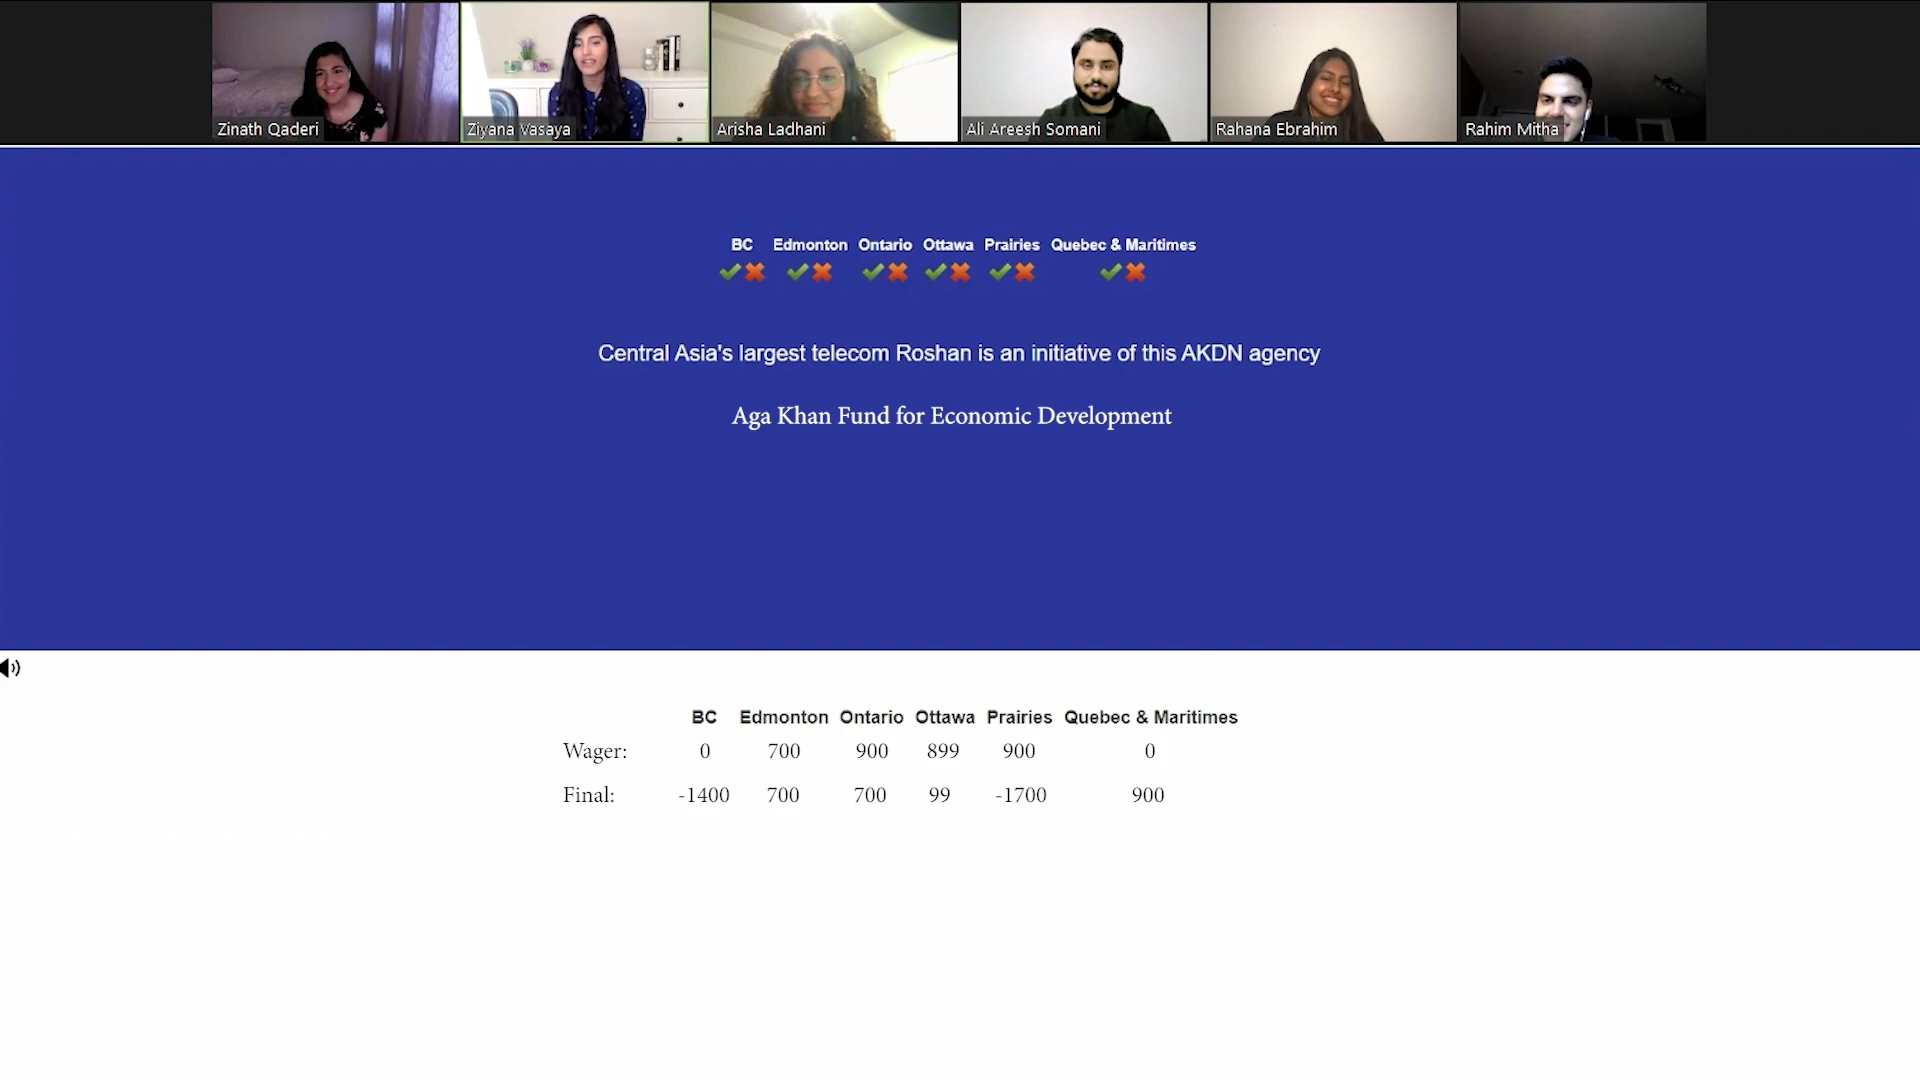 Zinath Qaderi
Ziyana Vasaya
Arisha Ladhani
Ali Areesh Somani
Rahana Ebrahim
Rahim Mitha
BC Edmonton Ontario Ottawa Prairies Quebec & Maritimes
Central Asia's largest telecom Roshan is an initiative of this AKDN agency
Aga Khan Fund for Economic Development
BC Edmonton Ontario Ottawa Prairies Quebec & Maritimes
Wager: 0 700 900 899 900 0
Final: -1400 700 700 99 -1700 900